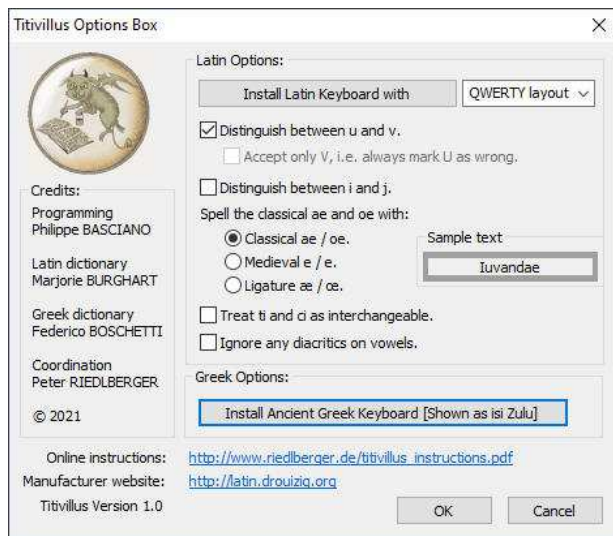 Titivillus Options Box
Latin Options:
Install Latin Keyboard with
QWERTY layout
Distinguish between u and v.
Accept only V, i.e. always mark U as wrong.
Distinguish between i and j.
Spell the classical ae and oe with:
Classical ae / oe.
Medieval e / e.
Ligature æ / œ.
Sample text
Iuvandae
Treat ti and ci as interchangeable.
Ignore any diacritics on vowels.
Credits:
Programming
Philippe BASCIANO
Latin dictionary
Marjorie BURGHART
Greek dictionary
Federico BOSCHETTI
Coordination
Peter RIEDLBERGER
© 2021
Greek Options:
Install Ancient Greek Keyboard [Shown as isi Zulu]
Online instructions: http://www.riedlberger.de/titivillus_instructions.pdf
Manufacturer website: http://latin.drouizig.org
Titivillus Version 1.0
OK
Cancel